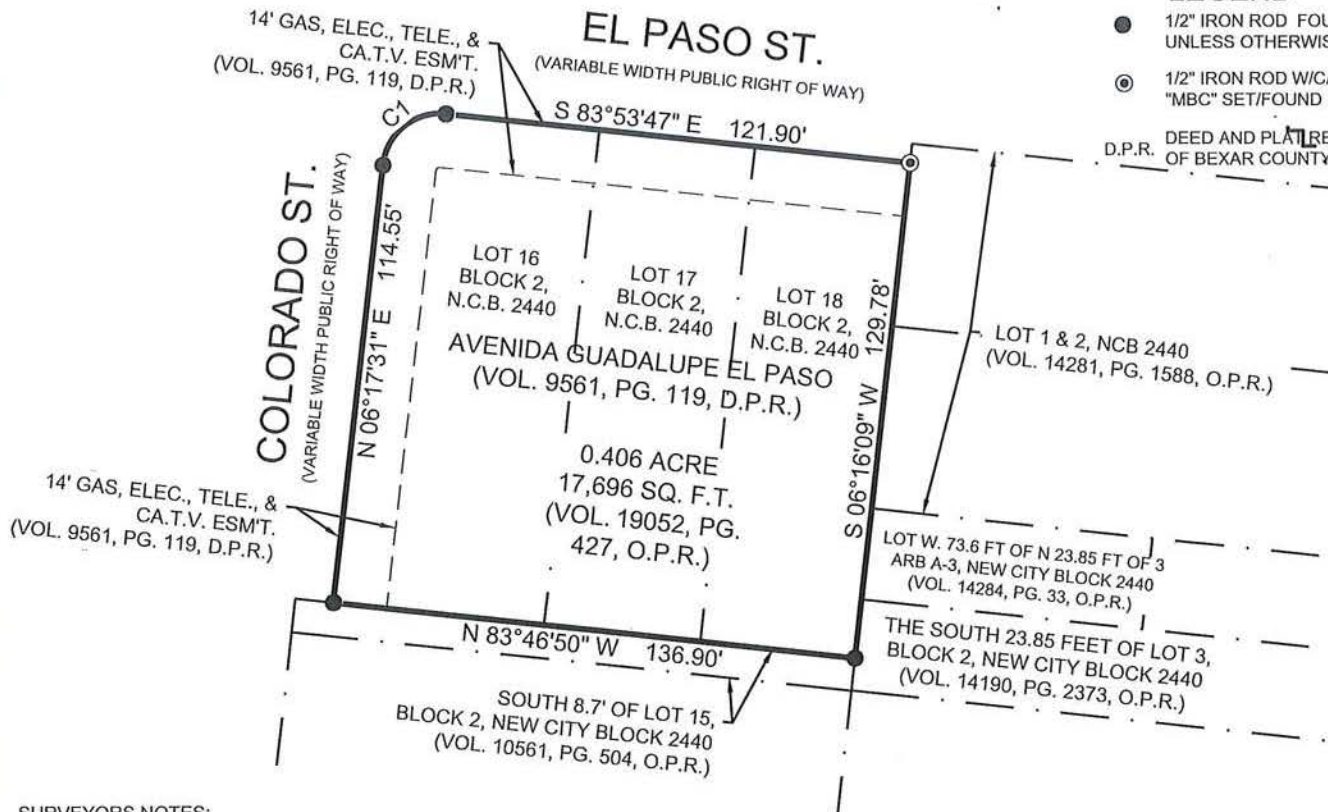 14' GAS, ELEC., TELE., &
CA.T.V. ESM'T.
(VOL. 9561, PG. 119, D.P.R.)
EL PASO ST.
(VARIABLE WIDTH PUBLIC RIGHT OF WAY)
1/2" IRON ROD FOU
UNLESS OTHERWIS
1/2" IRON ROD W/CA
"MBC" SET/FOUND
D.P.R. DEED AND PLAT RE
OF BEXAR COUNTY
C1
S 83°53'47" E 121.90'
COLORADO ST.
(VARIABLE WIDTH PUBLIC RIGHT OF WAY)
N 06°17'31" E 114.55'
LOT 16
BLOCK 2,
N.C.B. 2440
LOT 17
BLOCK 2,
N.C.B. 2440
LOT 18
BLOCK 2,
N.C.B. 2440
S 06°16'09" W 129.78'
AVENIDA GUADALUPE EL PASO
(VOL. 9561, PG. 119, D.P.R.)
0.406 ACRE
17,696 SQ. F.T.
(VOL. 19052, PG.
427, O.P.R.)
LOT 1 & 2, NCB 2440
(VOL. 14281, PG. 1588, O.P.R.)
14' GAS, ELEC., TELE., &
CA.T.V. ESM'T.
(VOL. 9561, PG. 119, D.P.R.)
LOT W. 73.6 FT OF N 23.85 FT OF 3
ARB A-3, NEW CITY BLOCK 2440
(VOL. 14284, PG. 33, O.P.R.)
THE SOUTH 23.85 FEET OF LOT 3,
BLOCK 2, NEW CITY BLOCK 2440
(VOL. 14190, PG. 2373, O.P.R.)
N 83°46'50" W 136.90'
SOUTH 8.7' OF LOT 15,
BLOCK 2, NEW CITY BLOCK 2440
(VOL. 10561, PG. 504, O.P.R.)
SURVEYORS NOTES: